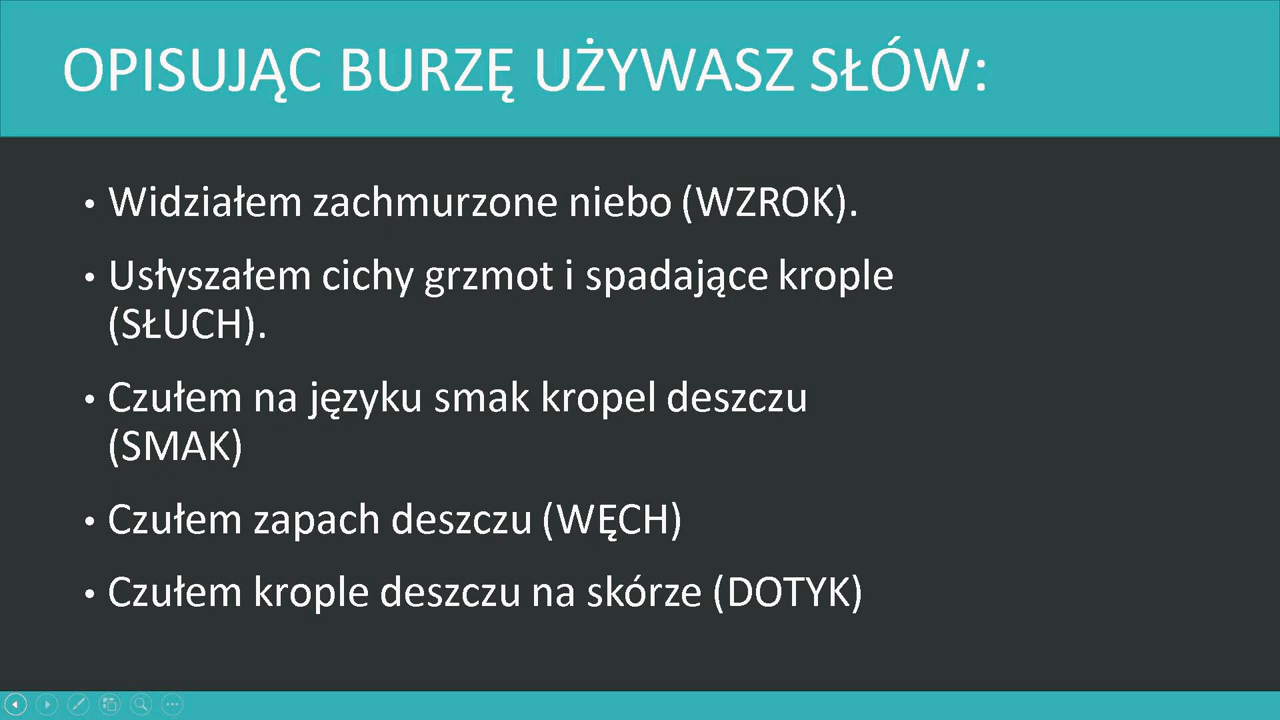 OPISUJĄC BURZĘ UŻYWASZ SŁÓW:
• Widziałem zachmurzone niebo (WZROK).
• Usłyszałem cichy grzmot i spadające krople
(SŁUCH).
• Czułem na języku smak kropel deszczu
(SMAK)
• Czułem zapach deszczu (WĘCH)
• Czułem krople deszczu na skórze (DOTYK)